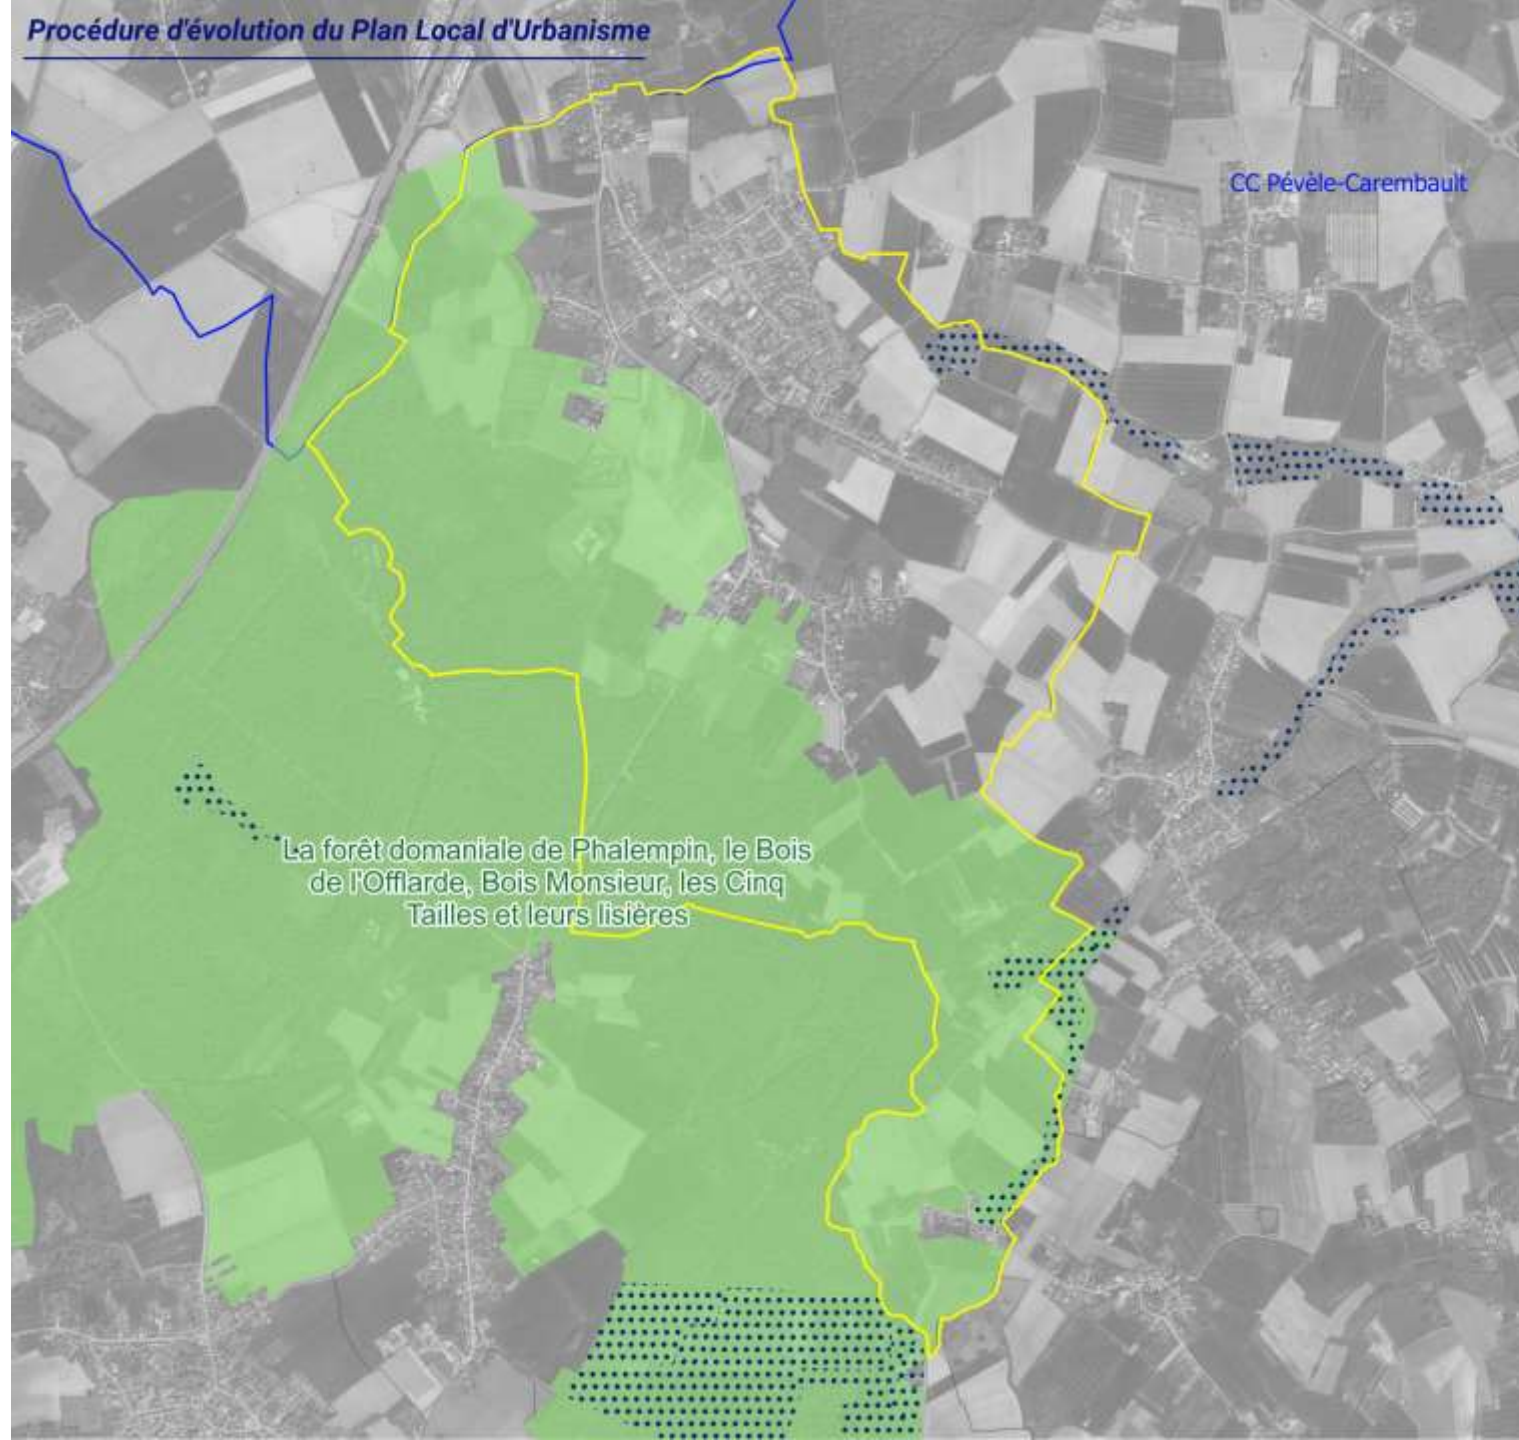 Procédure d'évolution du Plan Local d'Urbanisme
CC Pévèle-Carembault
La forêt domaniale de Phalempin, le Bois
de l'Offlarde, Bois Monsieur, les Cinq
Tailles et leurs lisières